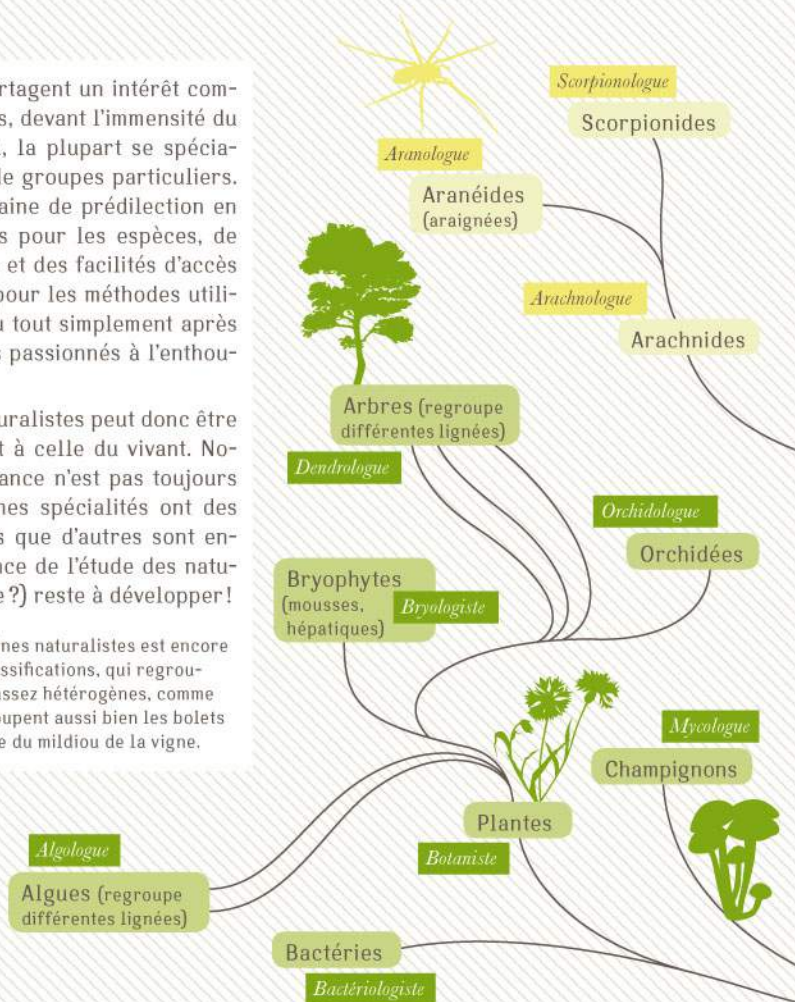 rtagent un intérêt com-
s, devant l'immensité du
, la plupart se spécia-
le groupes particuliers.
aine de prédilection en
s pour les espèces, de
et des facilités d'accès
pour les méthodes utili-
u tout simplement après
s passionnés à l'enthou-
uralistes peut donc être
t à celle du vivant. No-
ance n'est pas toujours
nes spécialités ont des
s que d'autres sont en-
nce de l'étude des natu-
e ?) reste à développer !
nes naturalistes est encore
ssifications, qui regrou-
assez hétérogènes, comme
oupent aussi bien les bolets
e du mildiou de la vigne.
Scorpionologue
Scorpionides
Aranologue
Aranéides
(araignées)
Arachnologue
Arachnides
Arbres (regroupe
différentes lignées)
Dendrologue
Orchidologue
Orchidées
Bryophytes
(mousses,
hépatiques)
Bryologiste
Mycologue
Champignons
Plantes
Botaniste
Algologue
Algues (regroupe
différentes lignées)
Bactéries
Bactériologiste